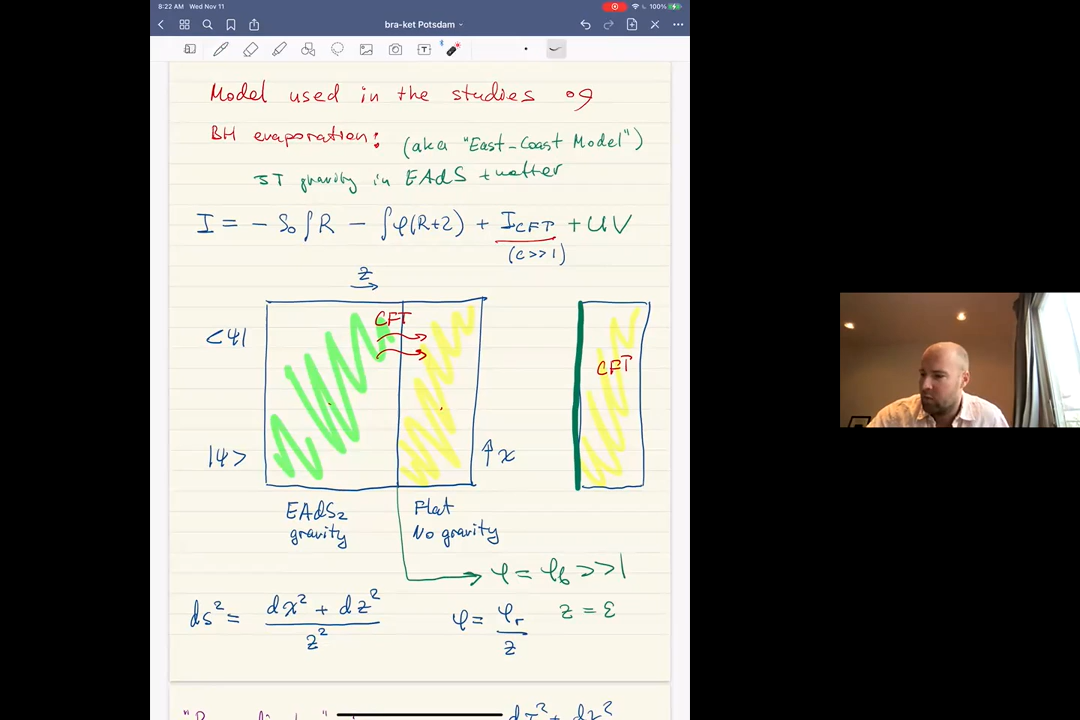 8:22 AM Wed Nov 11
100%
bra-ket Potsdam
Model used in the studies of
BH evaporation: (aka "East-Coast Model")
JT gravity in EAdS + matter
I = - S₀ ∫R - ∫φ(R+2) + I_CFT + UV
(c>>1)
z
<Ψ|
CFT
CFT
|Ψ>
x
EAdS₂
gravity
Flat
No gravity
φ = φ_b >>1
ds² = dx² + dz² / z²
φ = φ_r / z
z = ε